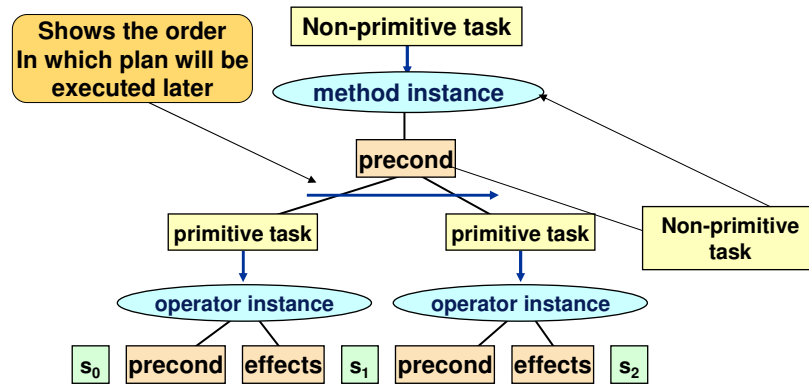 Shows the order
In which plan will be
executed later
Non-primitive task
method instance
precond
primitive task
primitive task
Non-primitive
task
operator instance
operator instance
s₀ precond effects s₁ precond effects s₂